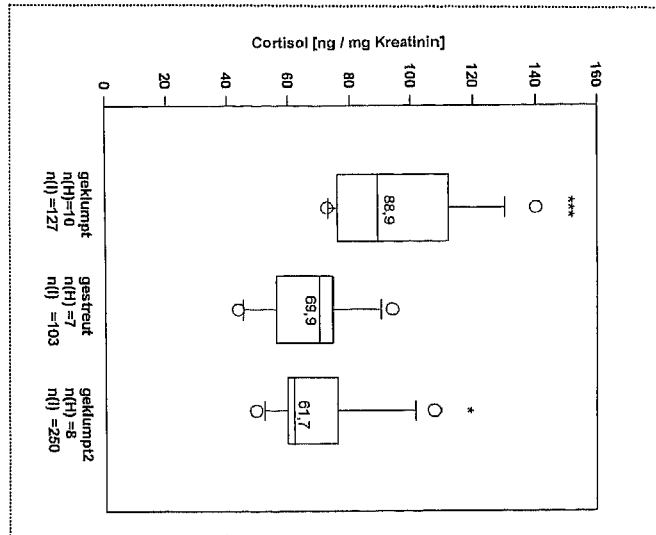 Cortisol [ng / mg Kreatinin]
0
20
40
60
80
100
120
140
160
88,9
***
69,9
61,7
*
geklumpt
n(H)=10
n(I) =127
gestreut
n(H) =7
n(I) =103
geklumpt2
n(H) =8
n(I) =250